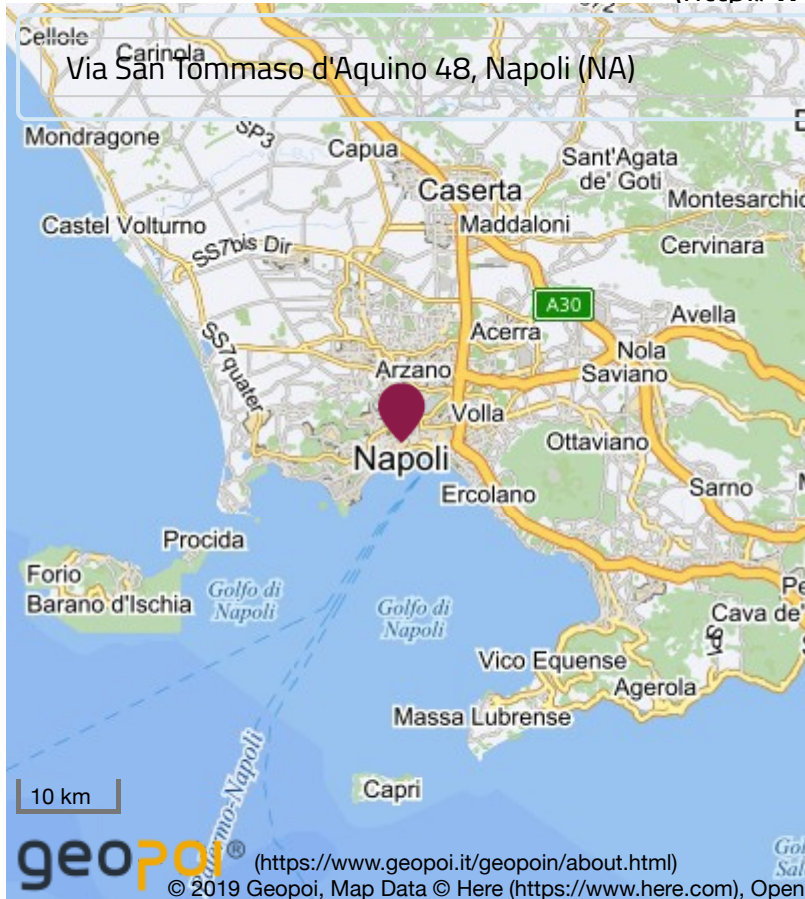 Cellole
Carinola
Via San Tommaso d'Aquino 48, Napoli (NA)
Mondragone
SP3
Capua
Sant'Agata
de' Goti
Caserta
Montesarchio
Castel Volturno
Maddaloni
SS7bis Dir
Cervinara
A30
Avella
SS7quater
Acerra
Nola
Arzano
Saviano
Volla
Napoli
Ottaviano
Ercolano
Sarno
Procida
Forio
Barano d'Ischia
Golfo di
Napoli
Golfo di
Napoli
Cava de'
Vico Equense
Agerola
Massa Lubrense
10 km
Capri
geopoi®
(https://www.geopoi.it/geopoin/about.html)
© 2019 Geopoi, Map Data © Here (https://www.here.com), Open